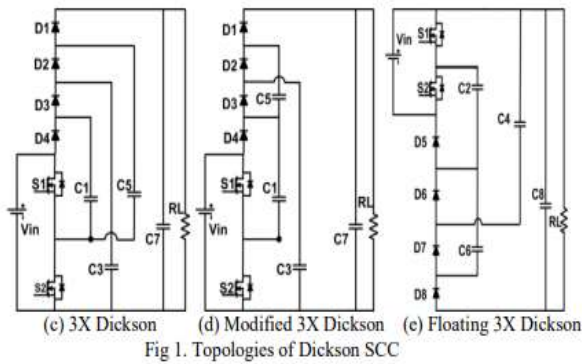 D1
D2
D3
D4
S1
C1
C5
Vin
S2
C3
C7
RL
D1
D2
D3
C5
D4
S1
C1
Vin
S2
C3
C7
RL
Vin
S1
S2
C2
C4
D5
D6
C8
RL
D7
C6
D8
(c) 3X Dickson
(d) Modified 3X Dickson
(e) Floating 3X Dickson
Fig 1. Topologies of Dickson SCC